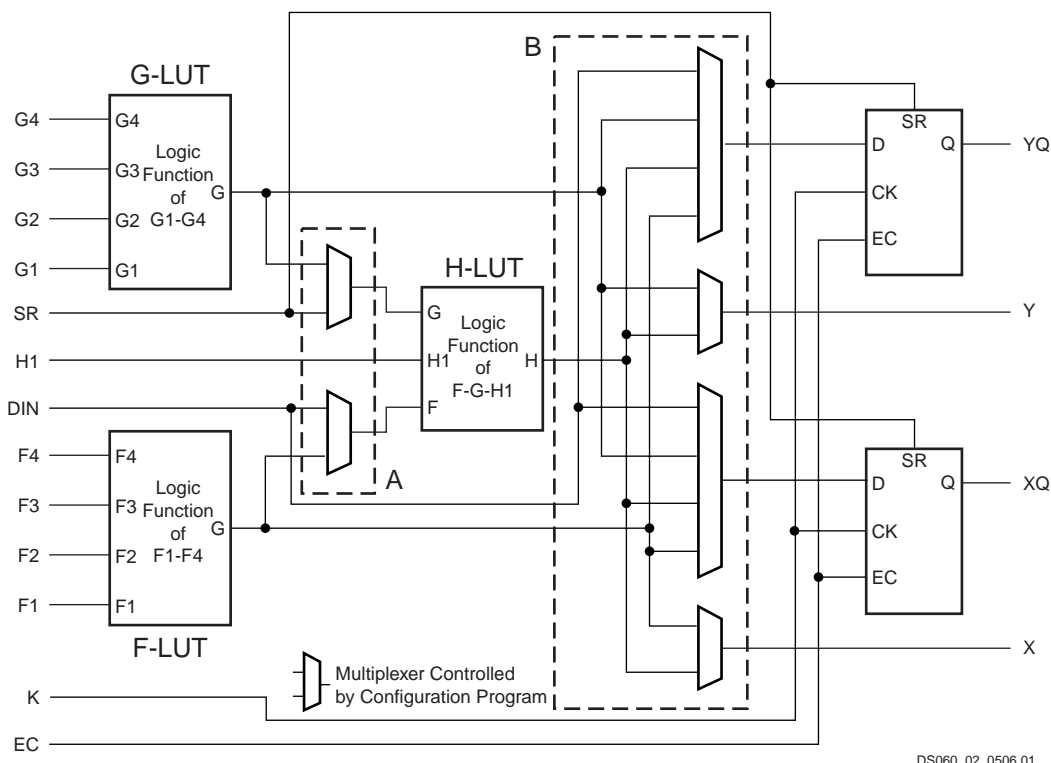 B
G-LUT
G4
G3
G2
G1
SR
H1
DIN
F4
F3
F2
F1
K
EC
G4
G3
G2
G1
Logic
Function
of
G1-G4
G
H-LUT
G
H1
F
Logic
Function
of
F-G-H1
H
A
F4
F3
F2
F1
Logic
Function
of
F1-F4
G
F-LUT
Multiplexer Controlled
by Configuration Program
SR
D
CK
EC
Q
YQ
Y
SR
D
CK
EC
Q
XQ
X
DS060_02_0506 01